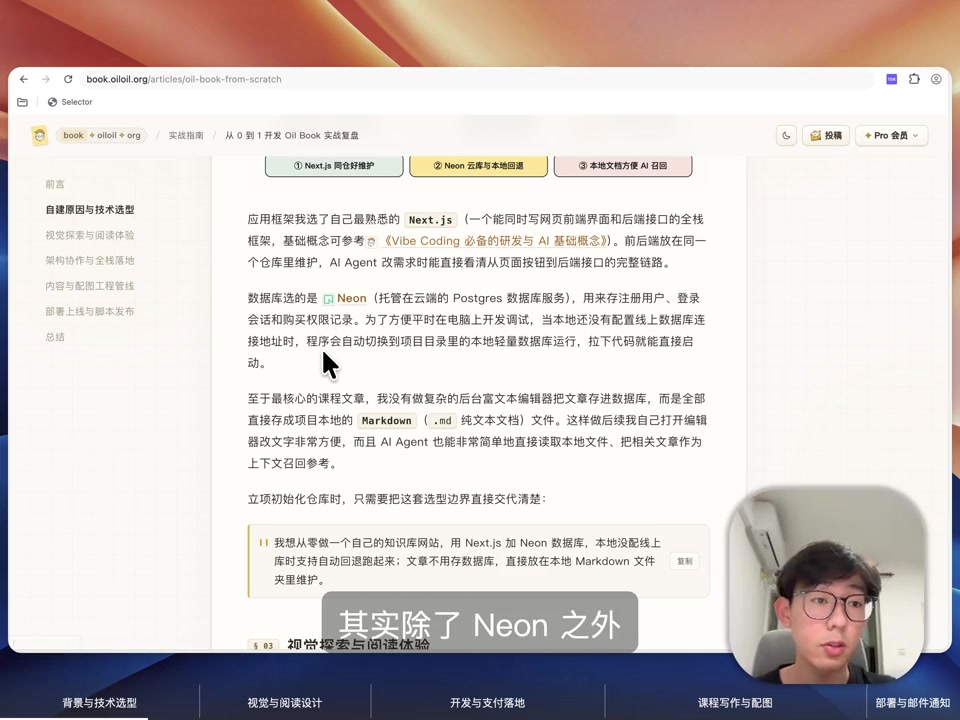 book.oiloil.org/articles/oil-book-from-scratch
Selector
book ✦ oiloil ✦ org / 实战指南 / 从 0 到 1 开发 Oil Book 实战复盘
投稿
Pro 会员
前言
自建原因与技术选型
视觉探索与阅读体验
架构协作与全栈落地
内容与配图工程管线
部署上线与脚本发布
总结
① Next.js 同仓好维护
② Neon 云库与本地回退
③ 本地文档方便 AI 召回
应用框架我选了自己最熟悉的 Next.js（一个能同时写网页前端界面和后端接口的全栈
框架，基础概念可参考《Vibe Coding 必备的研发与 AI 基础概念》）。前后端放在同一
个仓库里维护，AI Agent 改需求时能直接看清从页面按钮到后端接口的完整链路。
数据库选的是 Neon（托管在云端的 Postgres 数据库服务），用来存注册用户、登录
会话和购买权限记录。为了方便平时在电脑上开发调试，当本地还没有配置线上数据库连
接地址时，程序会自动切换到项目目录里的本地轻量数据库运行，拉下代码就能直接启
动。
至于最核心的课程文章，我没有做复杂的后台富文本编辑器把文章存进数据库，而是全部
直接存成项目本地的 Markdown（.md 纯文本文档）文件。这样做后续我自己打开编辑
器改文字非常方便，而且 AI Agent 也能非常简单地直接读取本地文件、把相关文章作为
上下文召回参考。
立项初始化仓库时，只需要把这套选型边界直接交代清楚：
我想从零做一个自己的知识库网站，用 Next.js 加 Neon 数据库，本地没配线上
库时支持自动回退跑起来；文章不用存数据库，直接放在本地 Markdown 文件
夹里维护。
复制
§ 03 视觉探索与阅读体验
其实除了 Neon 之外
背景与技术选型
视觉与阅读设计
开发与支付落地
课程写作与配图
部署与邮件通知